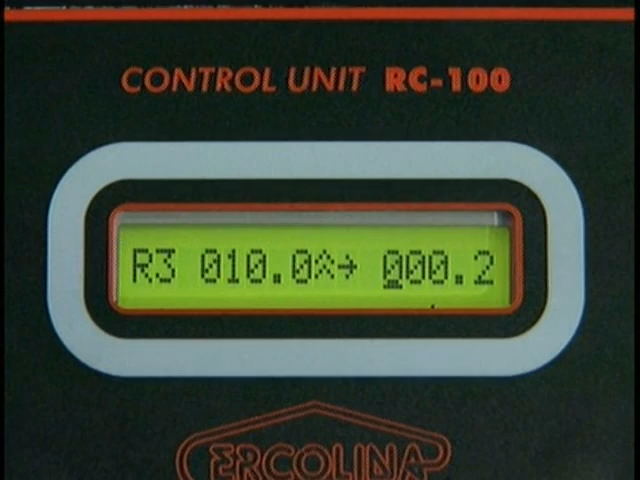 CONTROL UNIT RC-100
R3 010.0^→ 000.2
ERCOLINA